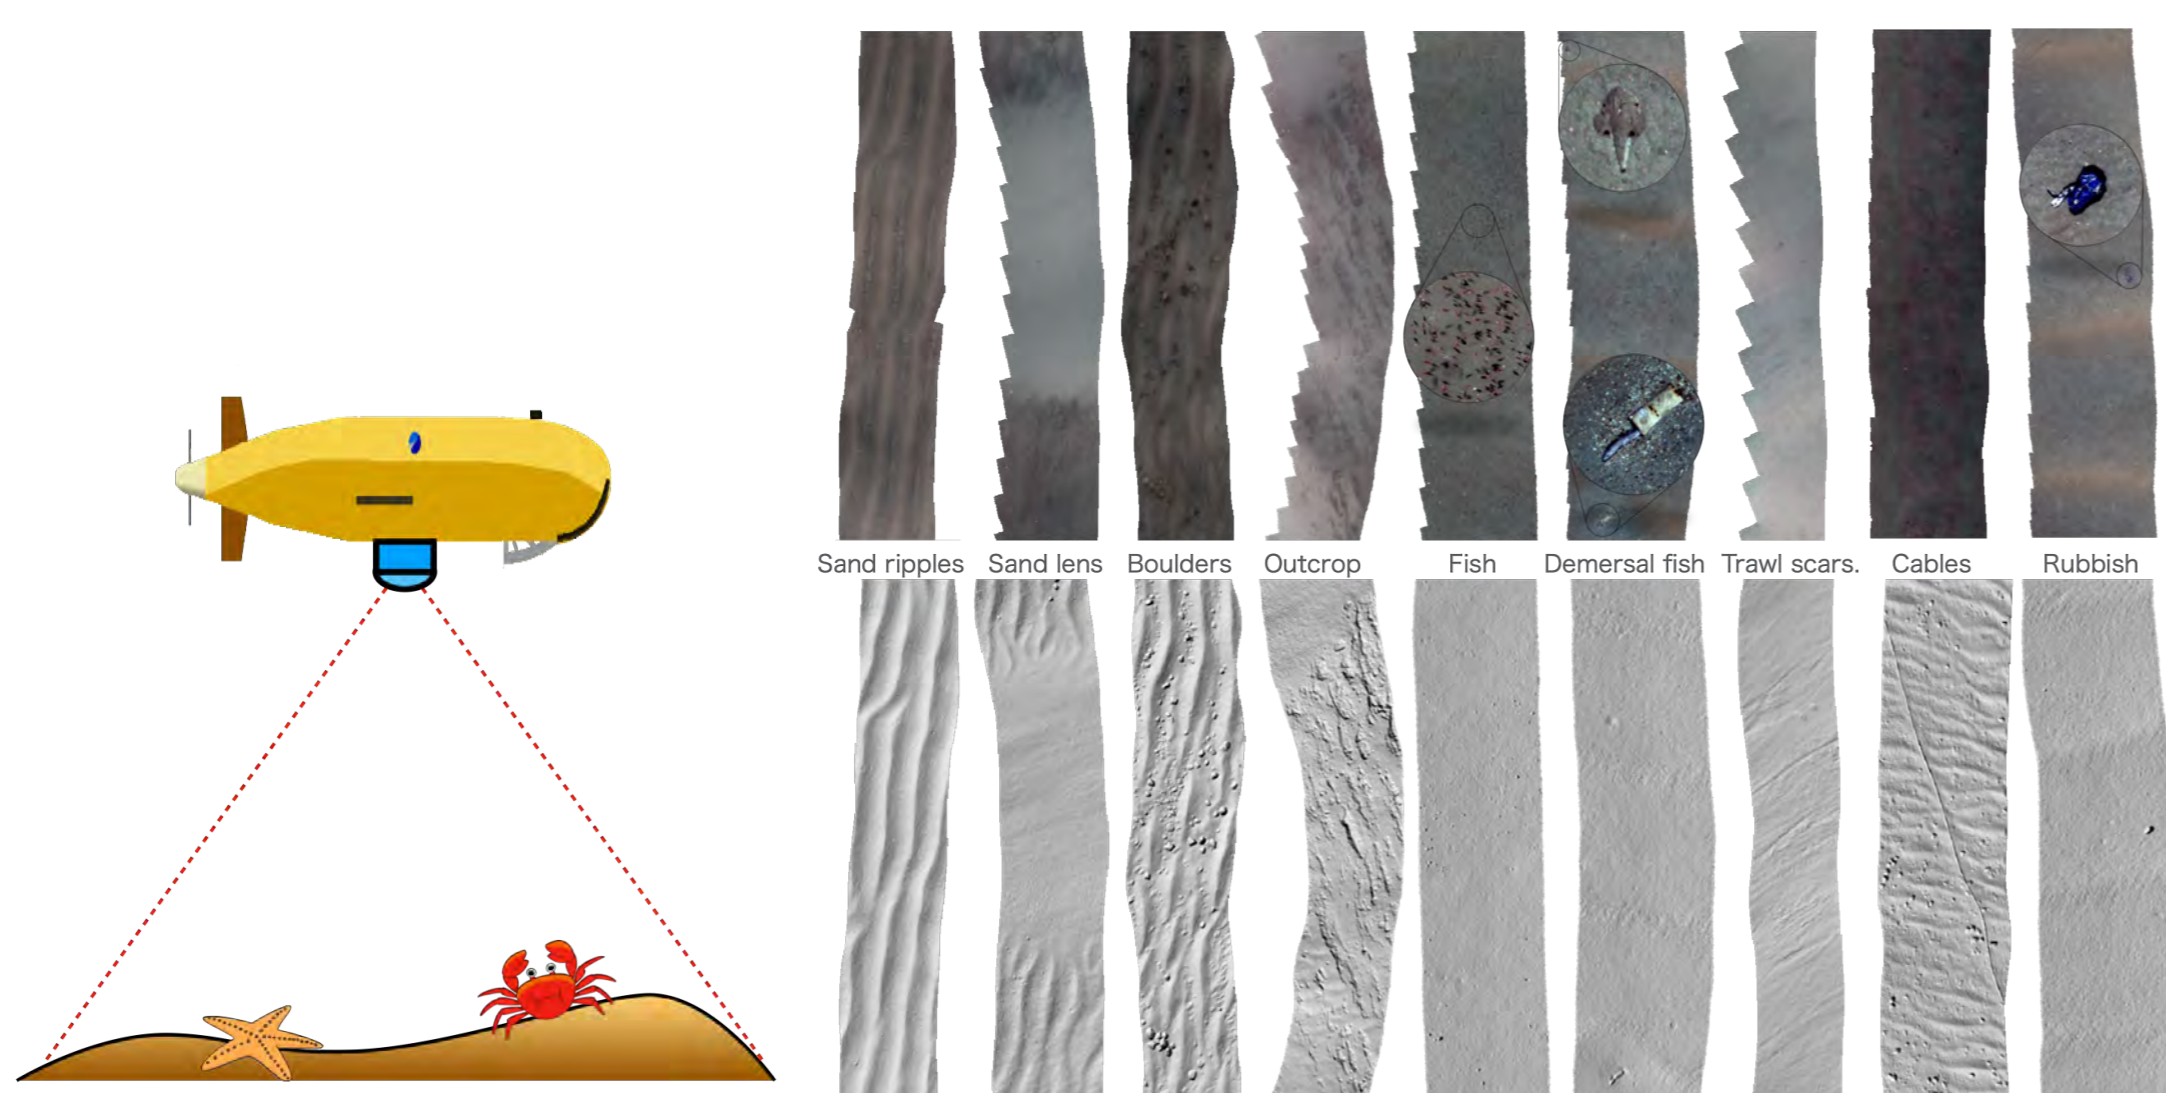 Sand ripples
Sand lens
Boulders
Outcrop
Fish
Demersal fish
Trawl scars.
Cables
Rubbish